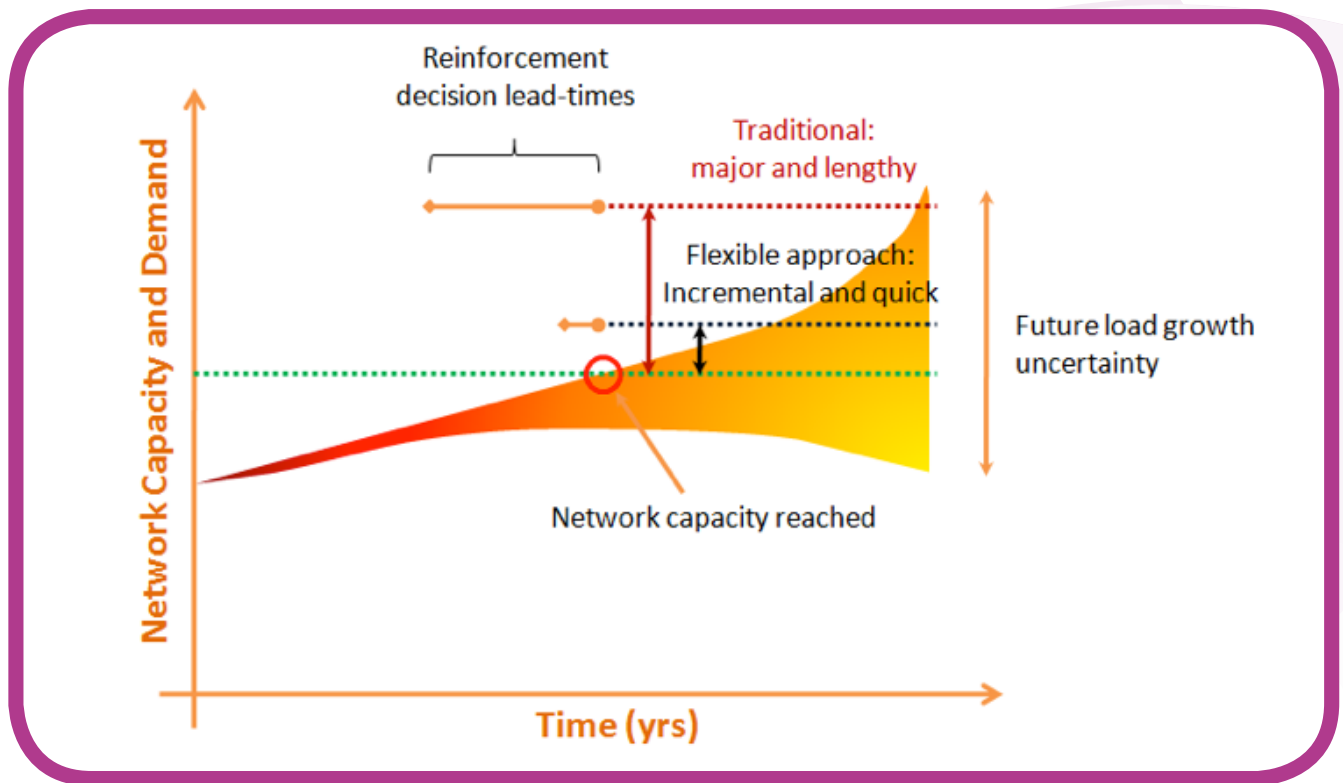 Reinforcement
decision lead-times
Traditional:
major and lengthy
Flexible approach:
Incremental and quick
Future load growth
uncertainty
Network capacity reached
Network Capacity and Demand
Time (yrs)